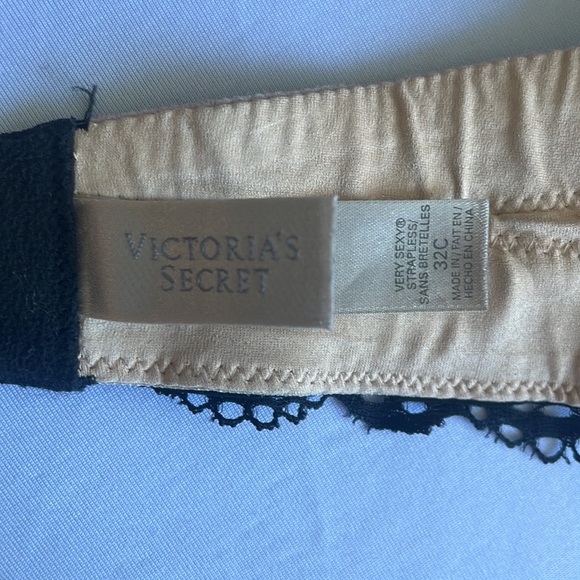 VICTORIA'S
SECRET
VERY SEXY®
STRAPLESS/
SANS BRETELLES
32C
MADE IN / FAIT EN /
HECHO EN CHINA